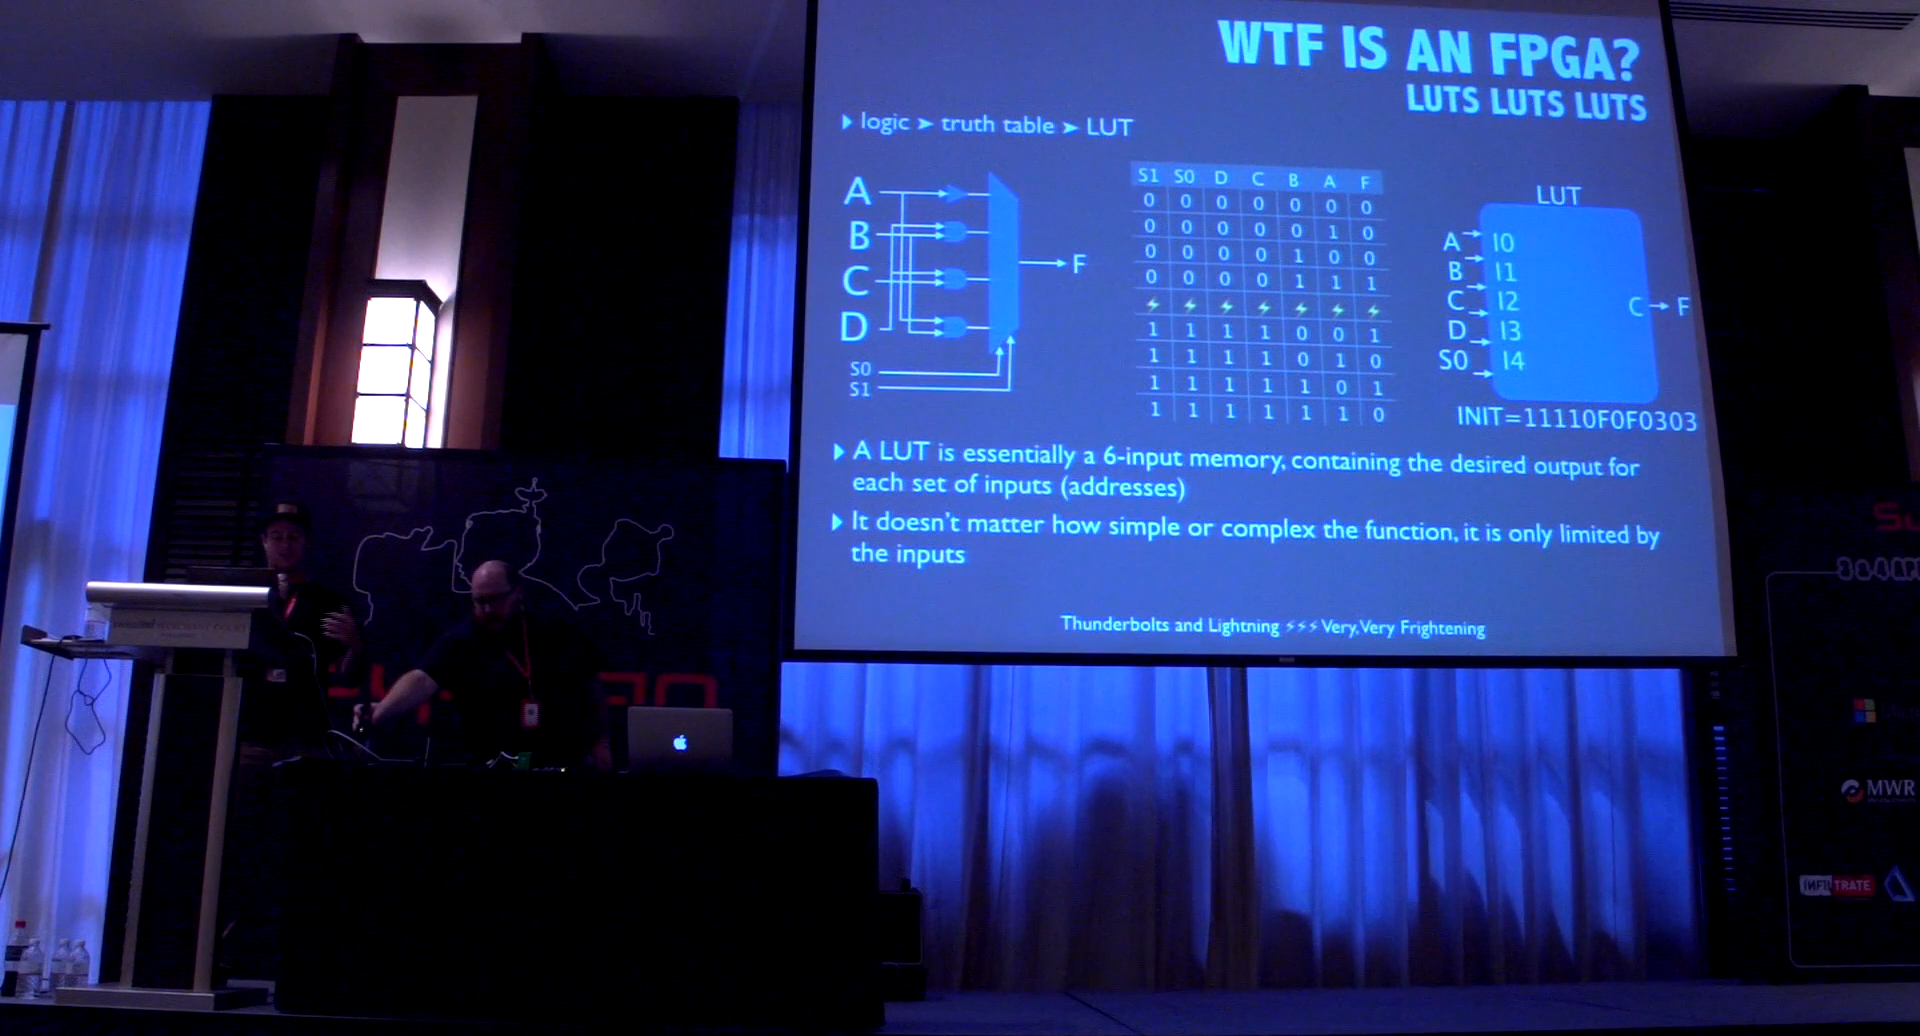 WTF IS AN FPGA?
LUTS LUTS LUTS
logic ➤ truth table ➤ LUT
A
B
C
D
S0
S1
F
S1 S0 D C B A F
0 0 0 0 0 0 0
0 0 0 0 0 1 0
0 0 0 0 1 0 0
0 0 0 0 1 1 1
⚡ ⚡ ⚡ ⚡ ⚡ ⚡ ⚡
1 1 1 1 0 0 1
1 1 1 1 0 1 0
1 1 1 1 1 0 1
1 1 1 1 1 1 0
LUT
A I0
B I1
C I2
D I3
S0 I4
C F
INIT=11110F0F0303
A LUT is essentially a 6-input memory, containing the desired output for
each set of inputs (addresses)
It doesn't matter how simple or complex the function, it is only limited by
the inputs
Thunderbolts and Lightning ⚡⚡⚡ Very, Very Frightening
MWR
INFILTRATE